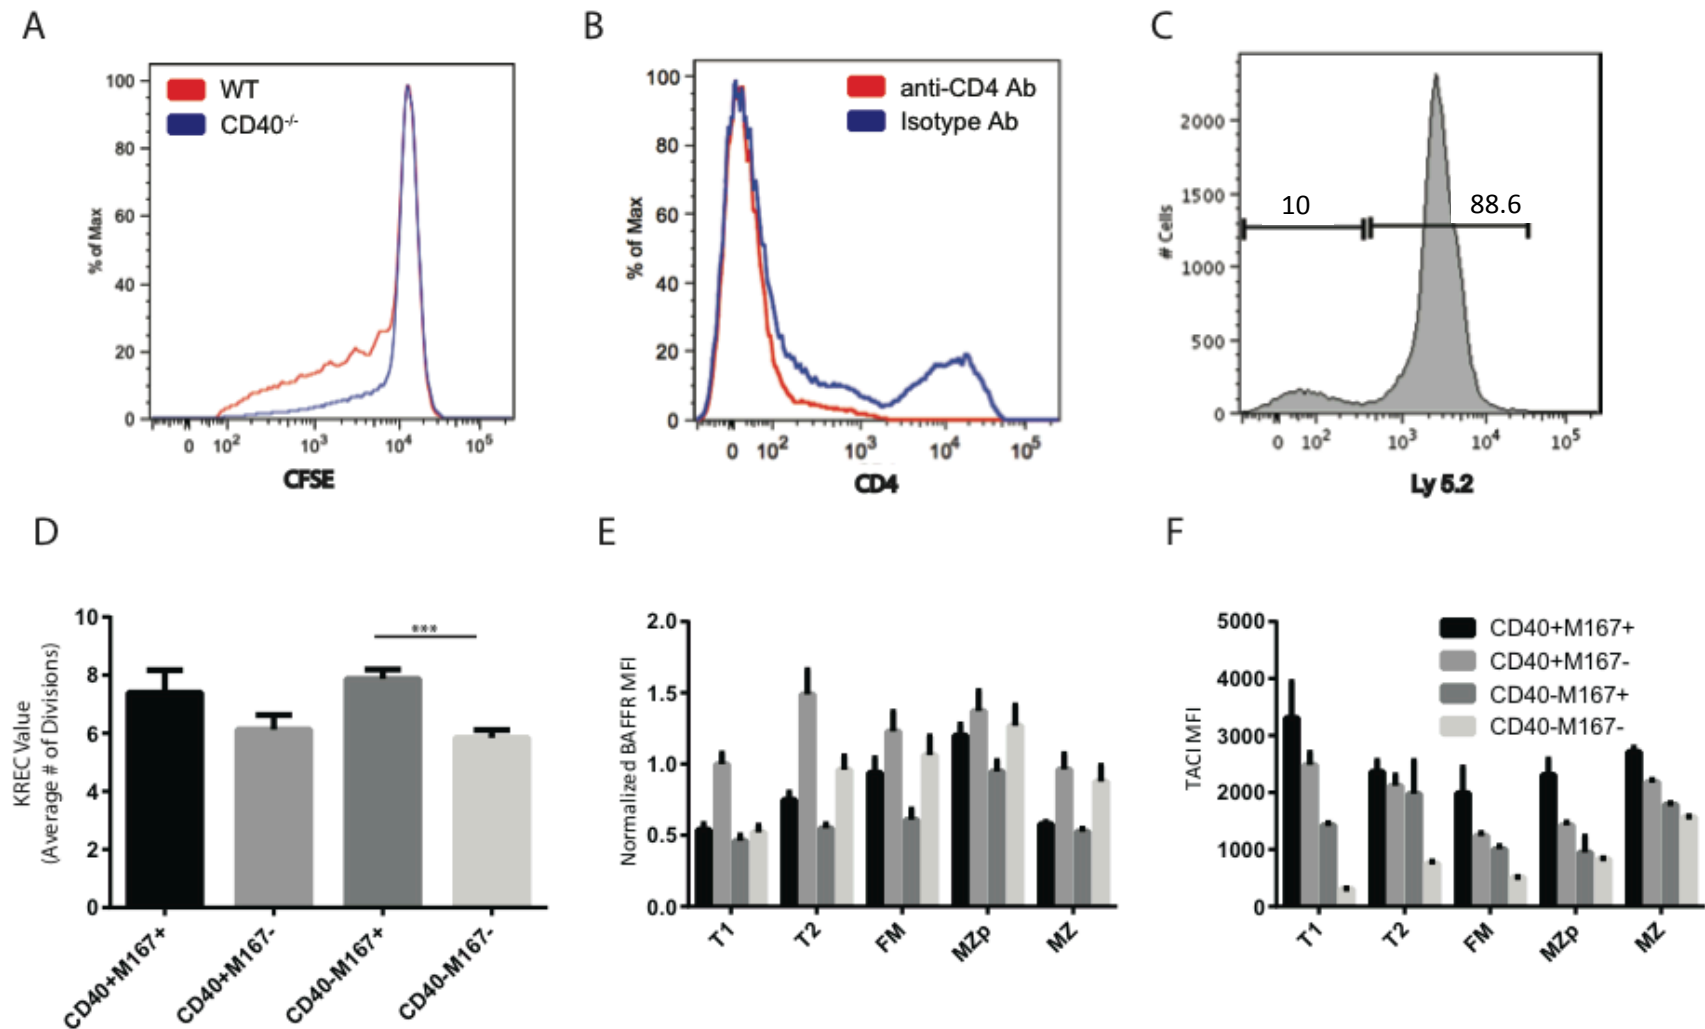 A
B
C
WT
CD40-/-
100
80
60
40
20
0
% of Max
0 10² 10³ 10⁴ 10⁵
CFSE
anti-CD4 Ab
Isotype Ab
100
80
60
40
20
0
% of Max
0 10² 10³ 10⁴ 10⁵
CD4
10
88.6
2000
1500
1000
500
0
# Cells
0 10² 10³ 10⁴ 10⁵
Ly 5.2
D
E
F
10
8
6
4
2
0
KREC Value
(Average # of Divisions)
***
CD40+M167+
CD40+M167-
CD40-M167+
CD40-M167-
2.0
1.5
1.0
0.5
0.0
Normalized BAFFR MFI
T1
T2
FM
MZp
MZ
5000
4000
3000
2000
1000
0
TACI MFI
CD40+M167+
CD40+M167-
CD40-M167+
CD40-M167-
T1
T2
FM
MZp
MZ